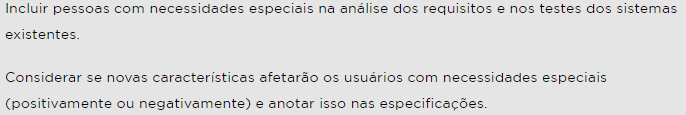 Incluir pessoas com necessidades especiais na análise dos requisitos e nos testes dos sistemas
existentes.
Considerar se novas características afetarão os usuários com necessidades especiais
(positivamente ou negativamente) e anotar isso nas especificações.